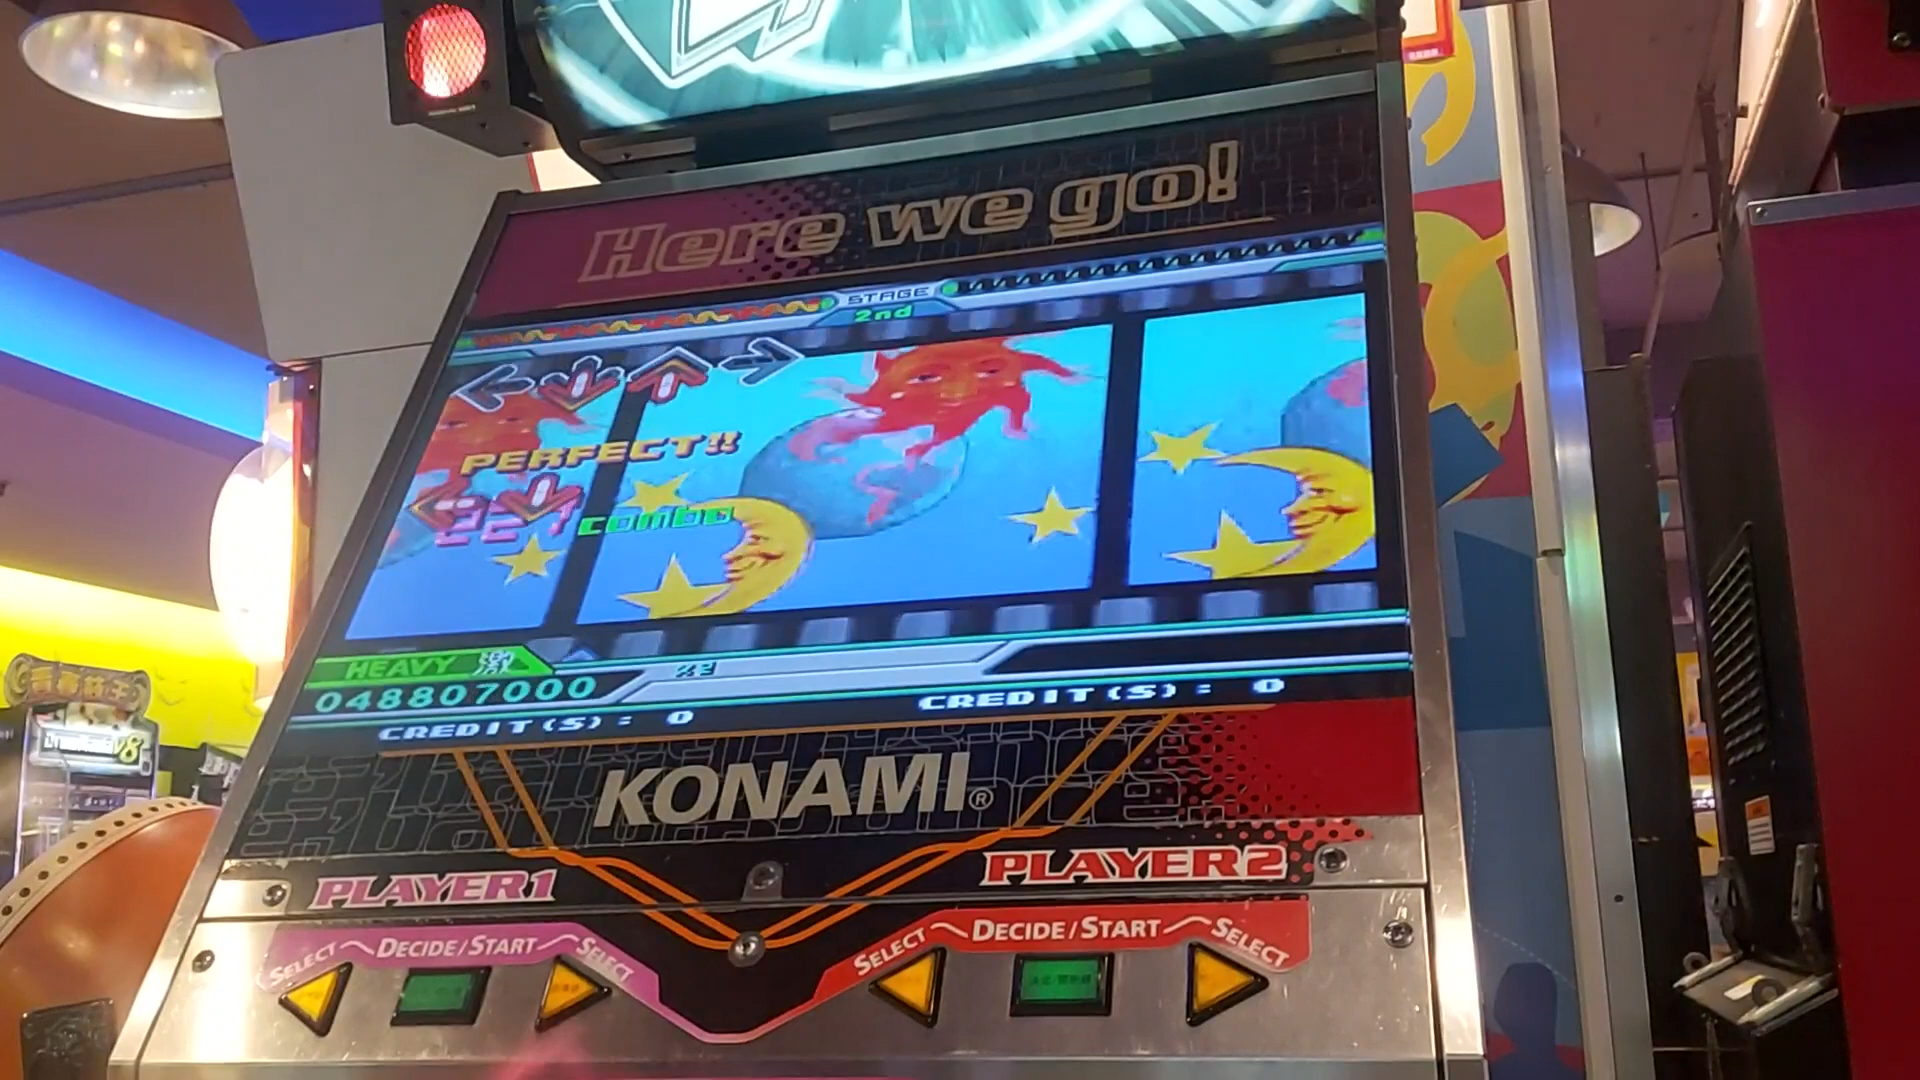 Here we go!
STAGE
2nd
PERFECT!!
combo
HEAVY
x2
048807000
CREDIT(S): 0
CREDIT(S): 0
KONAMI®
PLAYER1
PLAYER2
SELECT DECIDE/START SELECT
SELECT DECIDE/START SELECT